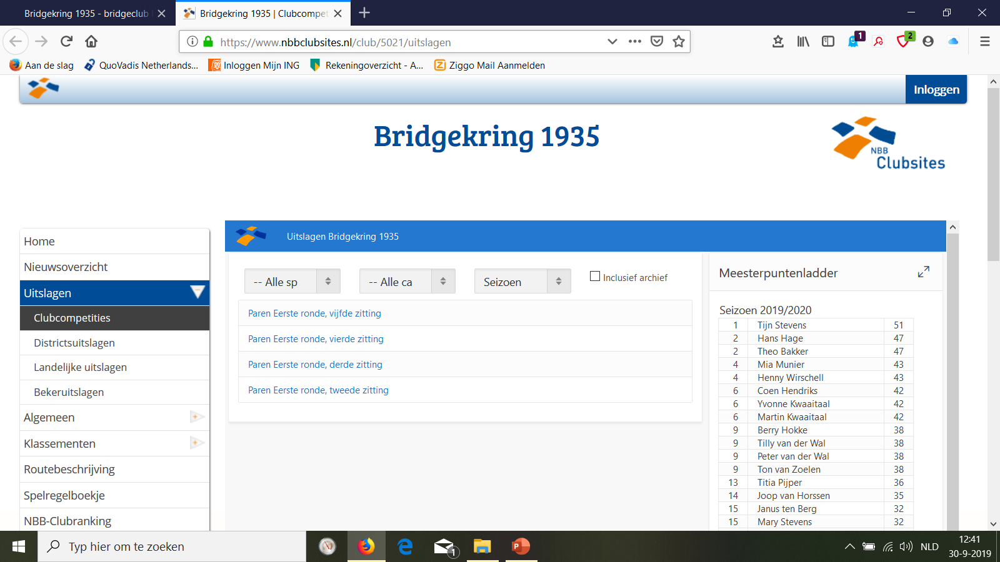 Bridgekring 1935 - bridgeclub
Bridgekring 1935 | Clubcompet
https://www.nbbclubsites.nl/club/5021/uitslagen
1
2
Aan de slag
QuoVadis Netherlands...
Inloggen Mijn ING
Rekeningoverzicht - A...
Ziggo Mail Aanmelden
Inloggen
Bridgekring 1935
NBB
Clubsites
Home
Nieuwsoverzicht
Uitslagen
Clubcompetities
Districtsuitslagen
Landelijke uitslagen
Bekeruitslagen
Algemeen
Klassementen
Routebeschrijving
Spelregelboekje
NBB-Clubranking
Uitslagen Bridgekring 1935
-- Alle sp
-- Alle ca
Seizoen
Inclusief archief
Paren Eerste ronde, vijfde zitting
Paren Eerste ronde, vierde zitting
Paren Eerste ronde, derde zitting
Paren Eerste ronde, tweede zitting
Meesterpuntenladder
Seizoen 2019/2020
1 Tijn Stevens 51
2 Hans Hage 47
2 Theo Bakker 47
4 Mia Munier 43
4 Henny Wirschell 43
6 Coen Hendriks 42
6 Yvonne Kwaaitaal 42
6 Martin Kwaaitaal 42
9 Berry Hokke 38
9 Tilly van der Wal 38
9 Peter van der Wal 38
9 Ton van Zoelen 38
13 Titia Pijper 36
14 Joop van Horssen 35
15 Janus ten Berg 32
15 Mary Stevens 32
Typ hier om te zoeken
1
NLD
12:41
30-9-2019